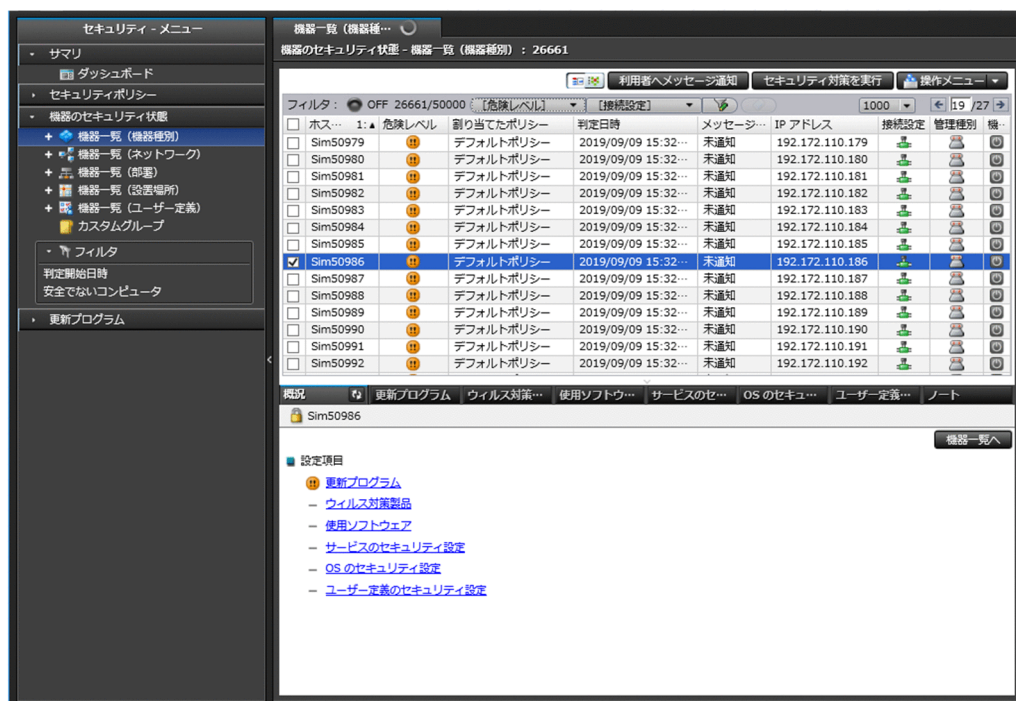 セキュリティ - メニュー
サマリ
ダッシュボード
セキュリティポリシー
機器のセキュリティ状態
機器一覧（機器種別）
機器一覧（ネットワーク）
機器一覧（部署）
機器一覧（設置場所）
機器一覧（ユーザー定義）
カスタムグループ
フィルタ
判定開始日時
安全でないコンピュータ
更新プログラム
機器一覧（機器種…
機器のセキュリティ状態 - 機器一覧（機器種別）：26661
利用者へメッセージ通知 セキュリティ対策を実行 操作メニュー
フィルタ： OFF 26661/50000 [危険レベル] [接続設定] 1000 19 /27
ホス… 1: 危険レベル 割り当てたポリシー 判定日時 メッセージ… IP アドレス 接続設定 管理種別 機…
Sim50979 デフォルトポリシー 2019/09/09 15:32… 未通知 192.172.110.179
Sim50980 デフォルトポリシー 2019/09/09 15:32… 未通知 192.172.110.180
Sim50981 デフォルトポリシー 2019/09/09 15:32… 未通知 192.172.110.181
Sim50982 デフォルトポリシー 2019/09/09 15:32… 未通知 192.172.110.182
Sim50983 デフォルトポリシー 2019/09/09 15:32… 未通知 192.172.110.183
Sim50984 デフォルトポリシー 2019/09/09 15:32… 未通知 192.172.110.184
Sim50985 デフォルトポリシー 2019/09/09 15:32… 未通知 192.172.110.185
Sim50986 デフォルトポリシー 2019/09/09 15:32… 未通知 192.172.110.186
Sim50987 デフォルトポリシー 2019/09/09 15:32… 未通知 192.172.110.187
Sim50988 デフォルトポリシー 2019/09/09 15:32… 未通知 192.172.110.188
Sim50989 デフォルトポリシー 2019/09/09 15:32… 未通知 192.172.110.189
Sim50990 デフォルトポリシー 2019/09/09 15:32… 未通知 192.172.110.190
Sim50991 デフォルトポリシー 2019/09/09 15:32… 未通知 192.172.110.191
Sim50992 デフォルトポリシー 2019/09/09 15:32… 未通知 192.172.110.192
概況 更新プログラム ウィルス対策… 使用ソフトウ… サービスのセ… OS のセキュ… ユーザー定義… ノート
Sim50986
機器一覧へ
設定項目
更新プログラム
ウィルス対策製品
使用ソフトウェア
サービスのセキュリティ設定
OS のセキュリティ設定
ユーザー定義のセキュリティ設定